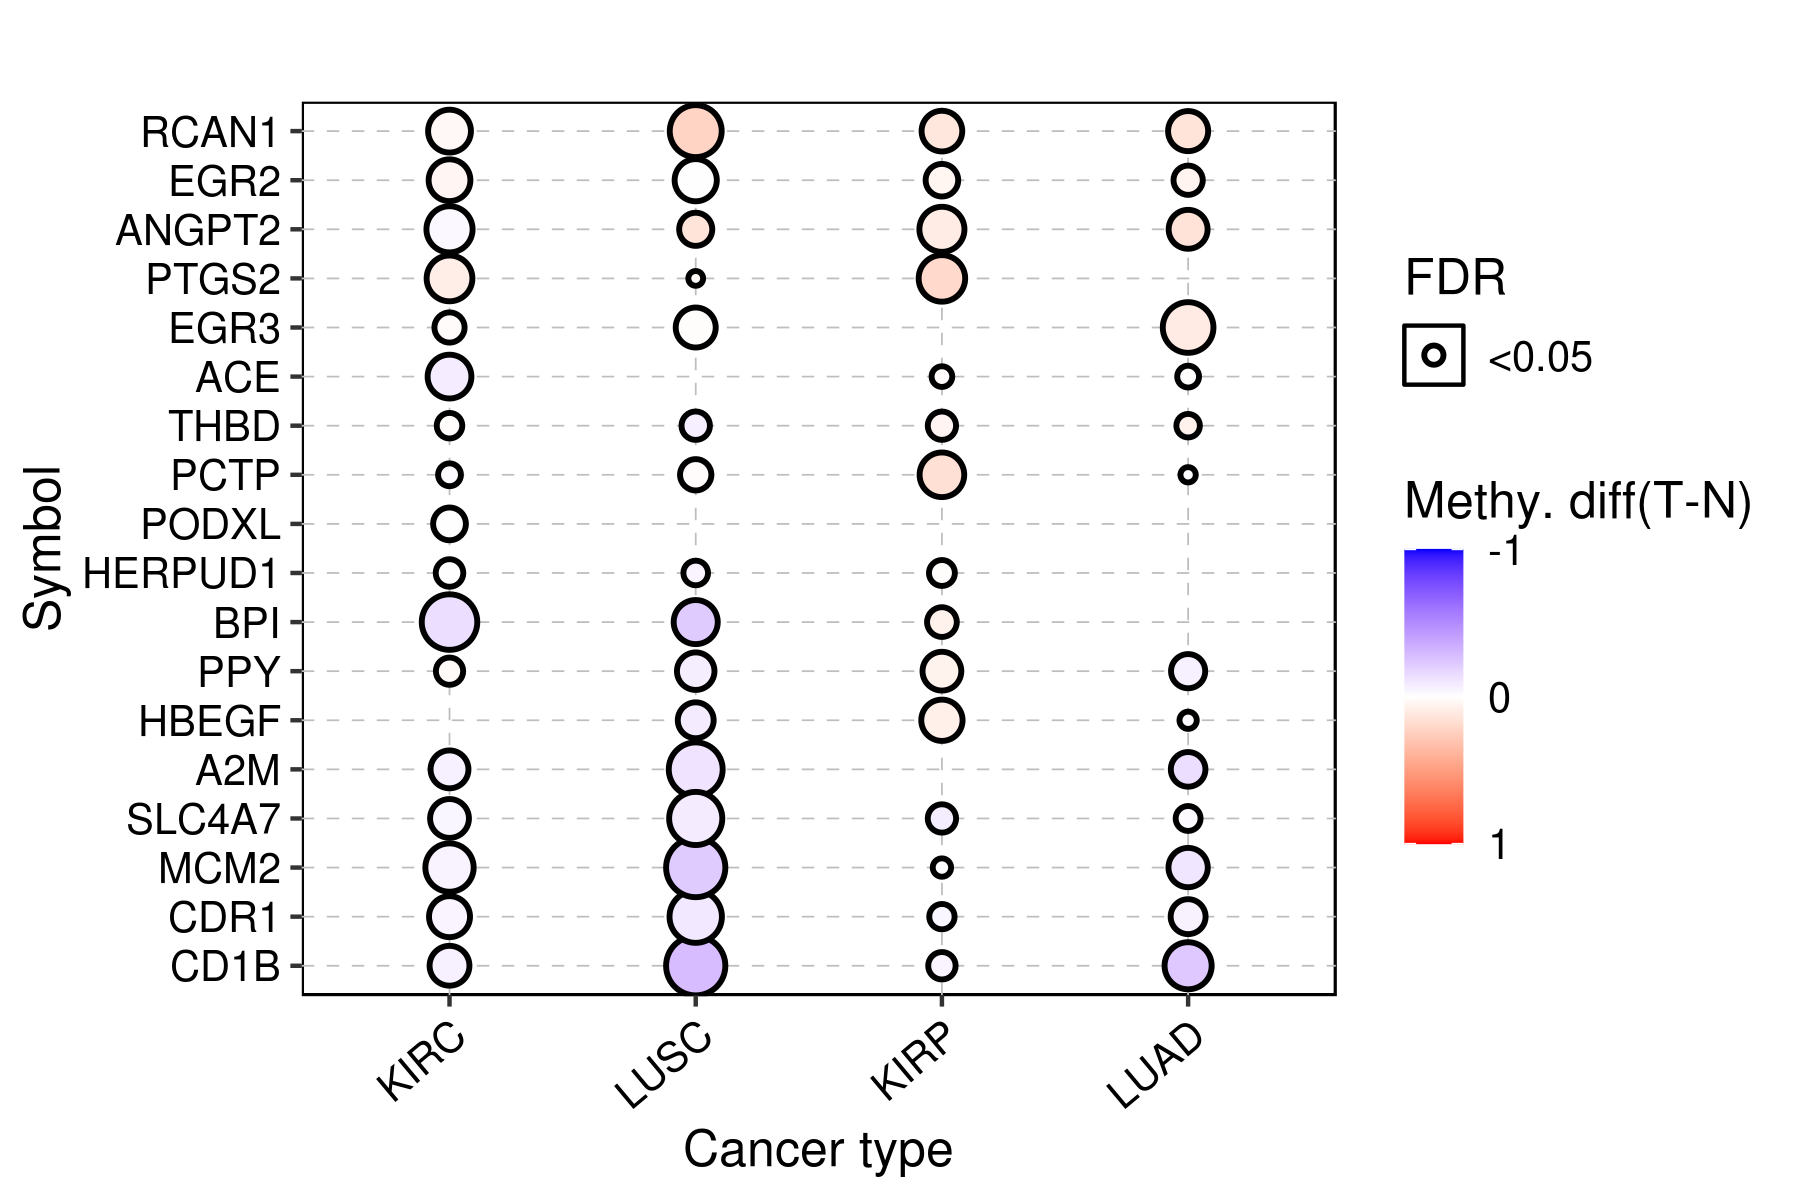 RCAN1
EGR2
ANGPT2
PTGS2
EGR3
ACE
THBD
PCTP
PODXL
HERPUD1
BPI
PPY
HBEGF
A2M
SLC4A7
MCM2
CDR1
CD1B
Symbol
KIRC
LUSC
KIRP
LUAD
Cancer type
FDR
<0.05
Methy. diff(T-N)
-1
0
1